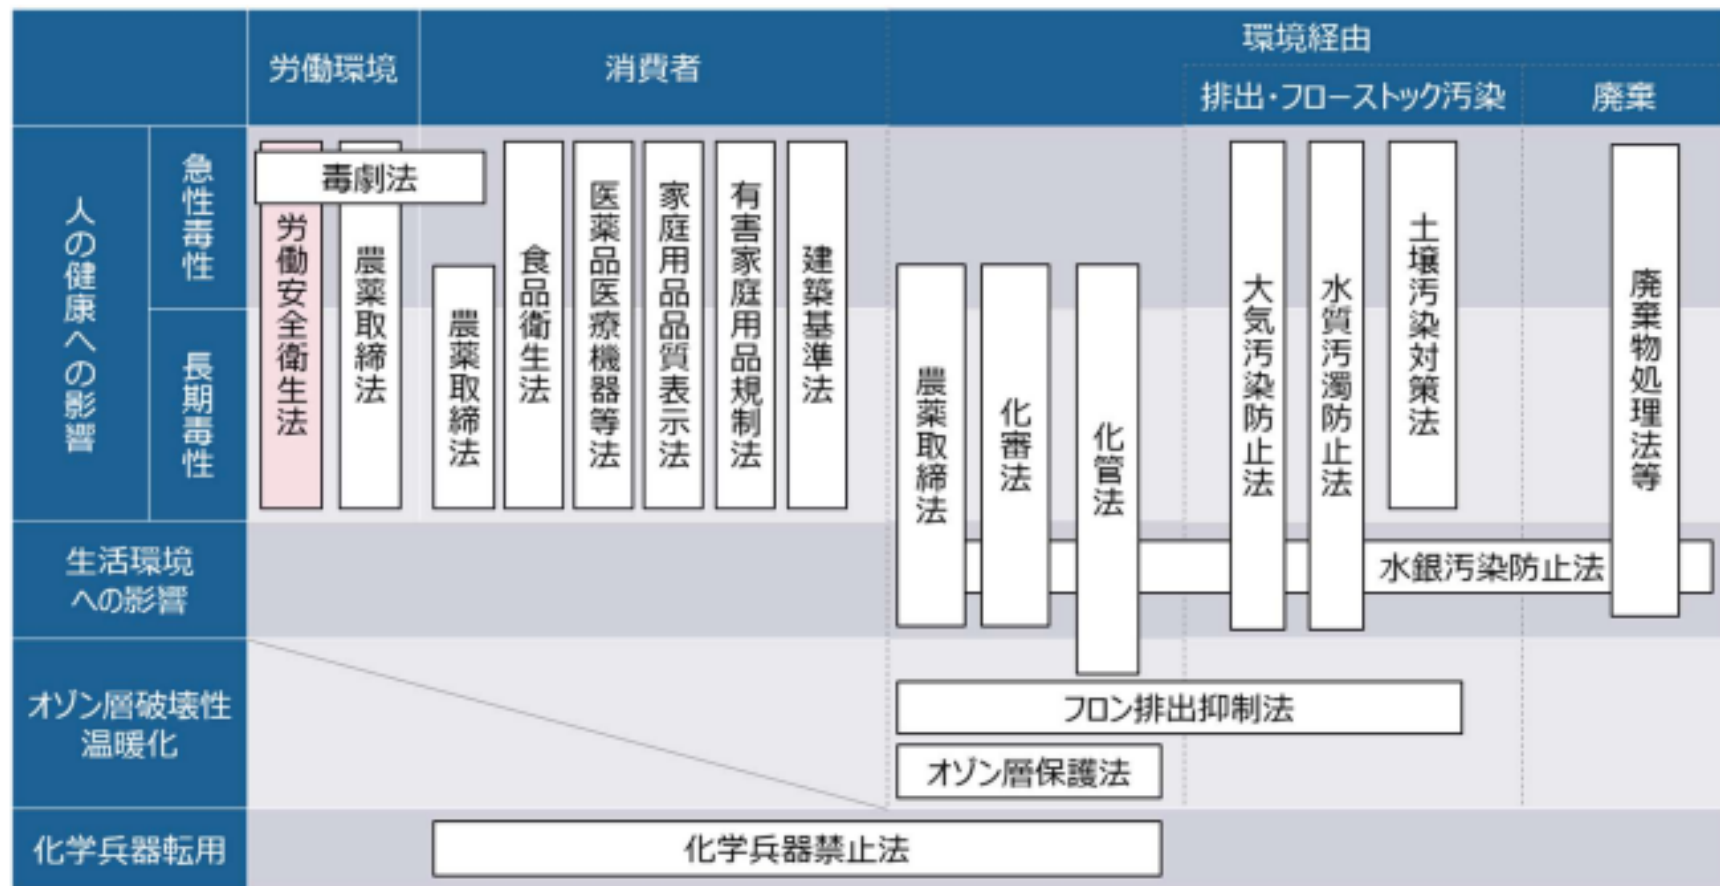 労働環境
消費者
環境経由
排出・フローストック汚染
廃棄
人の健康への影響
急性毒性
長期毒性
毒劇法
労働安全衛生法
農薬取締法
農薬取締法
食品衛生法
医薬品医療機器等法
家庭用品品質表示法
有害家庭用品規制法
建築基準法
農薬取締法
化審法
化管法
大気汚染防止法
水質汚濁防止法
土壌汚染対策法
廃棄物処理法等
生活環境
への影響
水銀汚染防止法
オゾン層破壊性
温暖化
フロン排出抑制法
オゾン層保護法
化学兵器転用
化学兵器禁止法